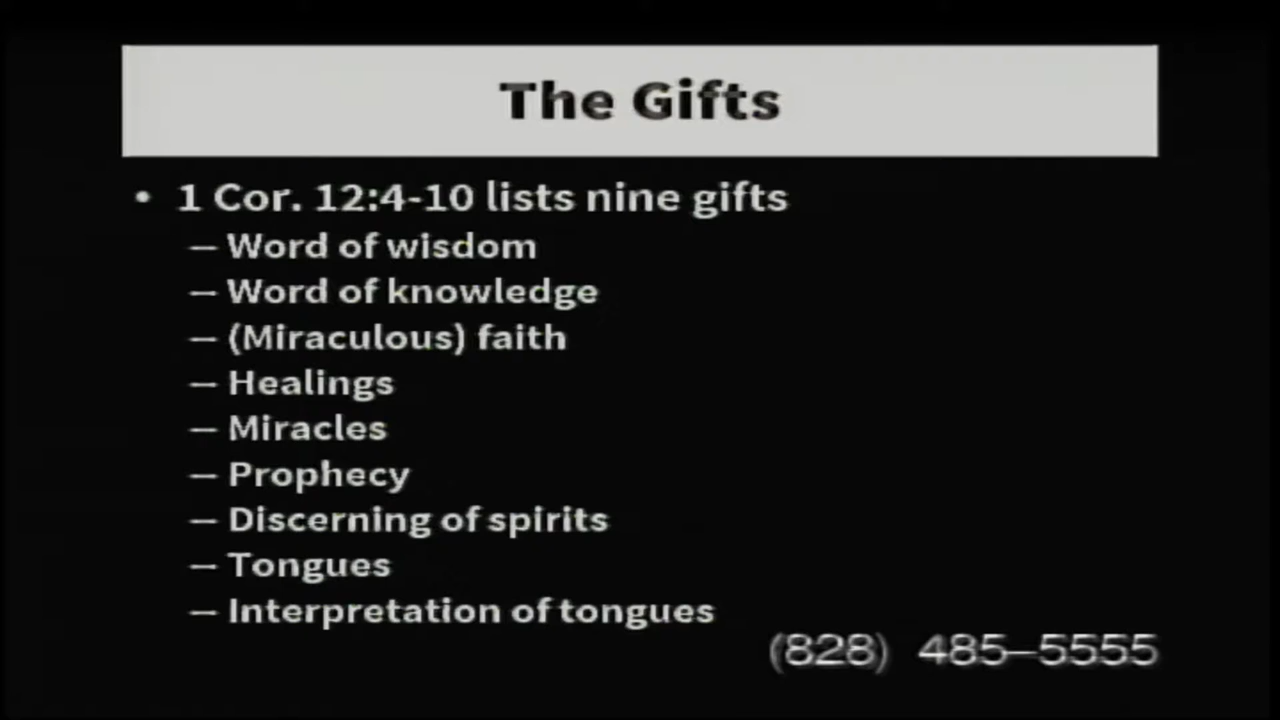 The Gifts
• 1 Cor. 12:4-10 lists nine gifts
– Word of wisdom
– Word of knowledge
– (Miraculous) faith
– Healings
– Miracles
– Prophecy
– Discerning of spirits
– Tongues
– Interpretation of tongues
(828) 485–5555